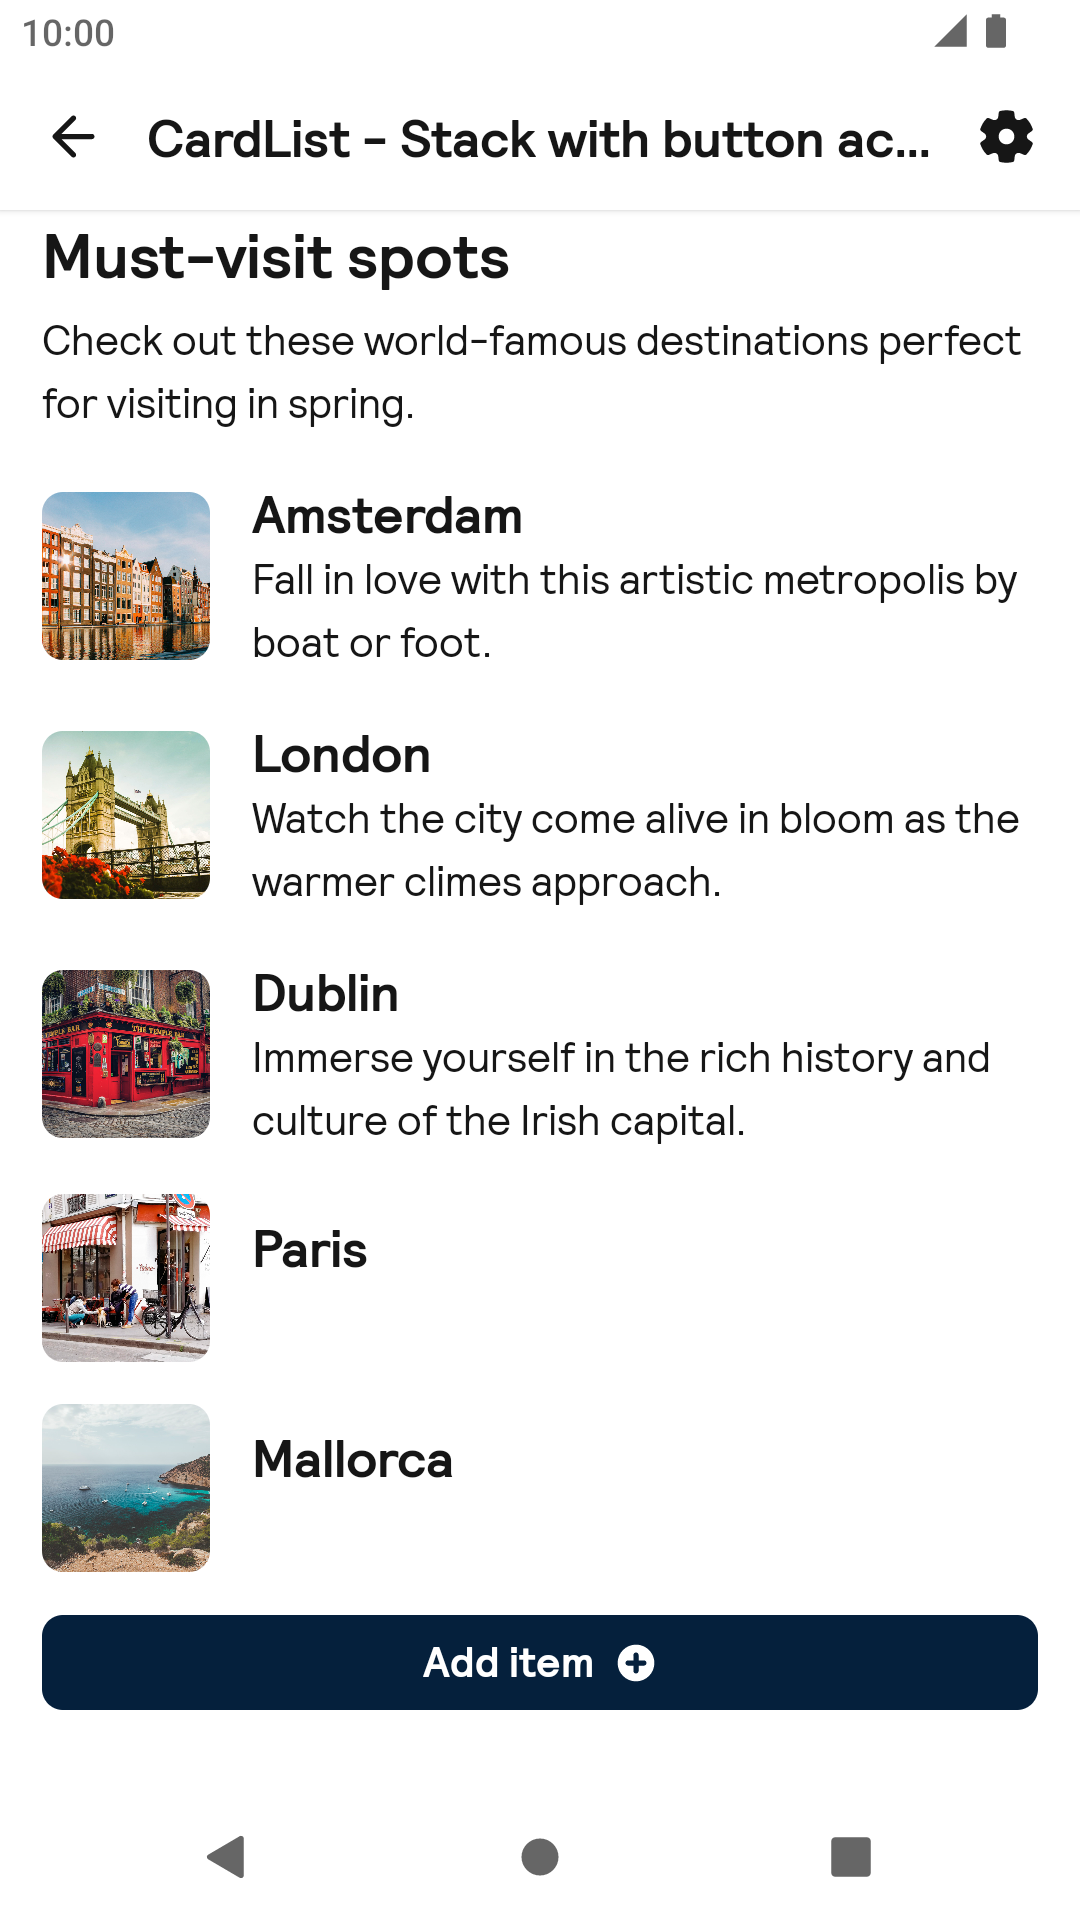 10:00
CardList - Stack with button ac...
Must-visit spots
Check out these world-famous destinations perfect
for visiting in spring.
Amsterdam
Fall in love with this artistic metropolis by
boat or foot.
London
Watch the city come alive in bloom as the
warmer climes approach.
Dublin
Immerse yourself in the rich history and
culture of the Irish capital.
THE TEMPLE BAR
Paris
Mallorca
Add item